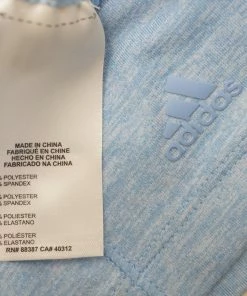 MADE IN CHINA
FABRIQUÉ EN CHINE
HECHO EN CHINA
FABRICADO NA CHINA
% POLYESTER
% SPANDEX
% POLYESTER
% SPANDEX
% POLIESTER
% ELASTANO
% POLIÉSTER
% ELASTANO
RN# 88387 CA# 40312
adidas